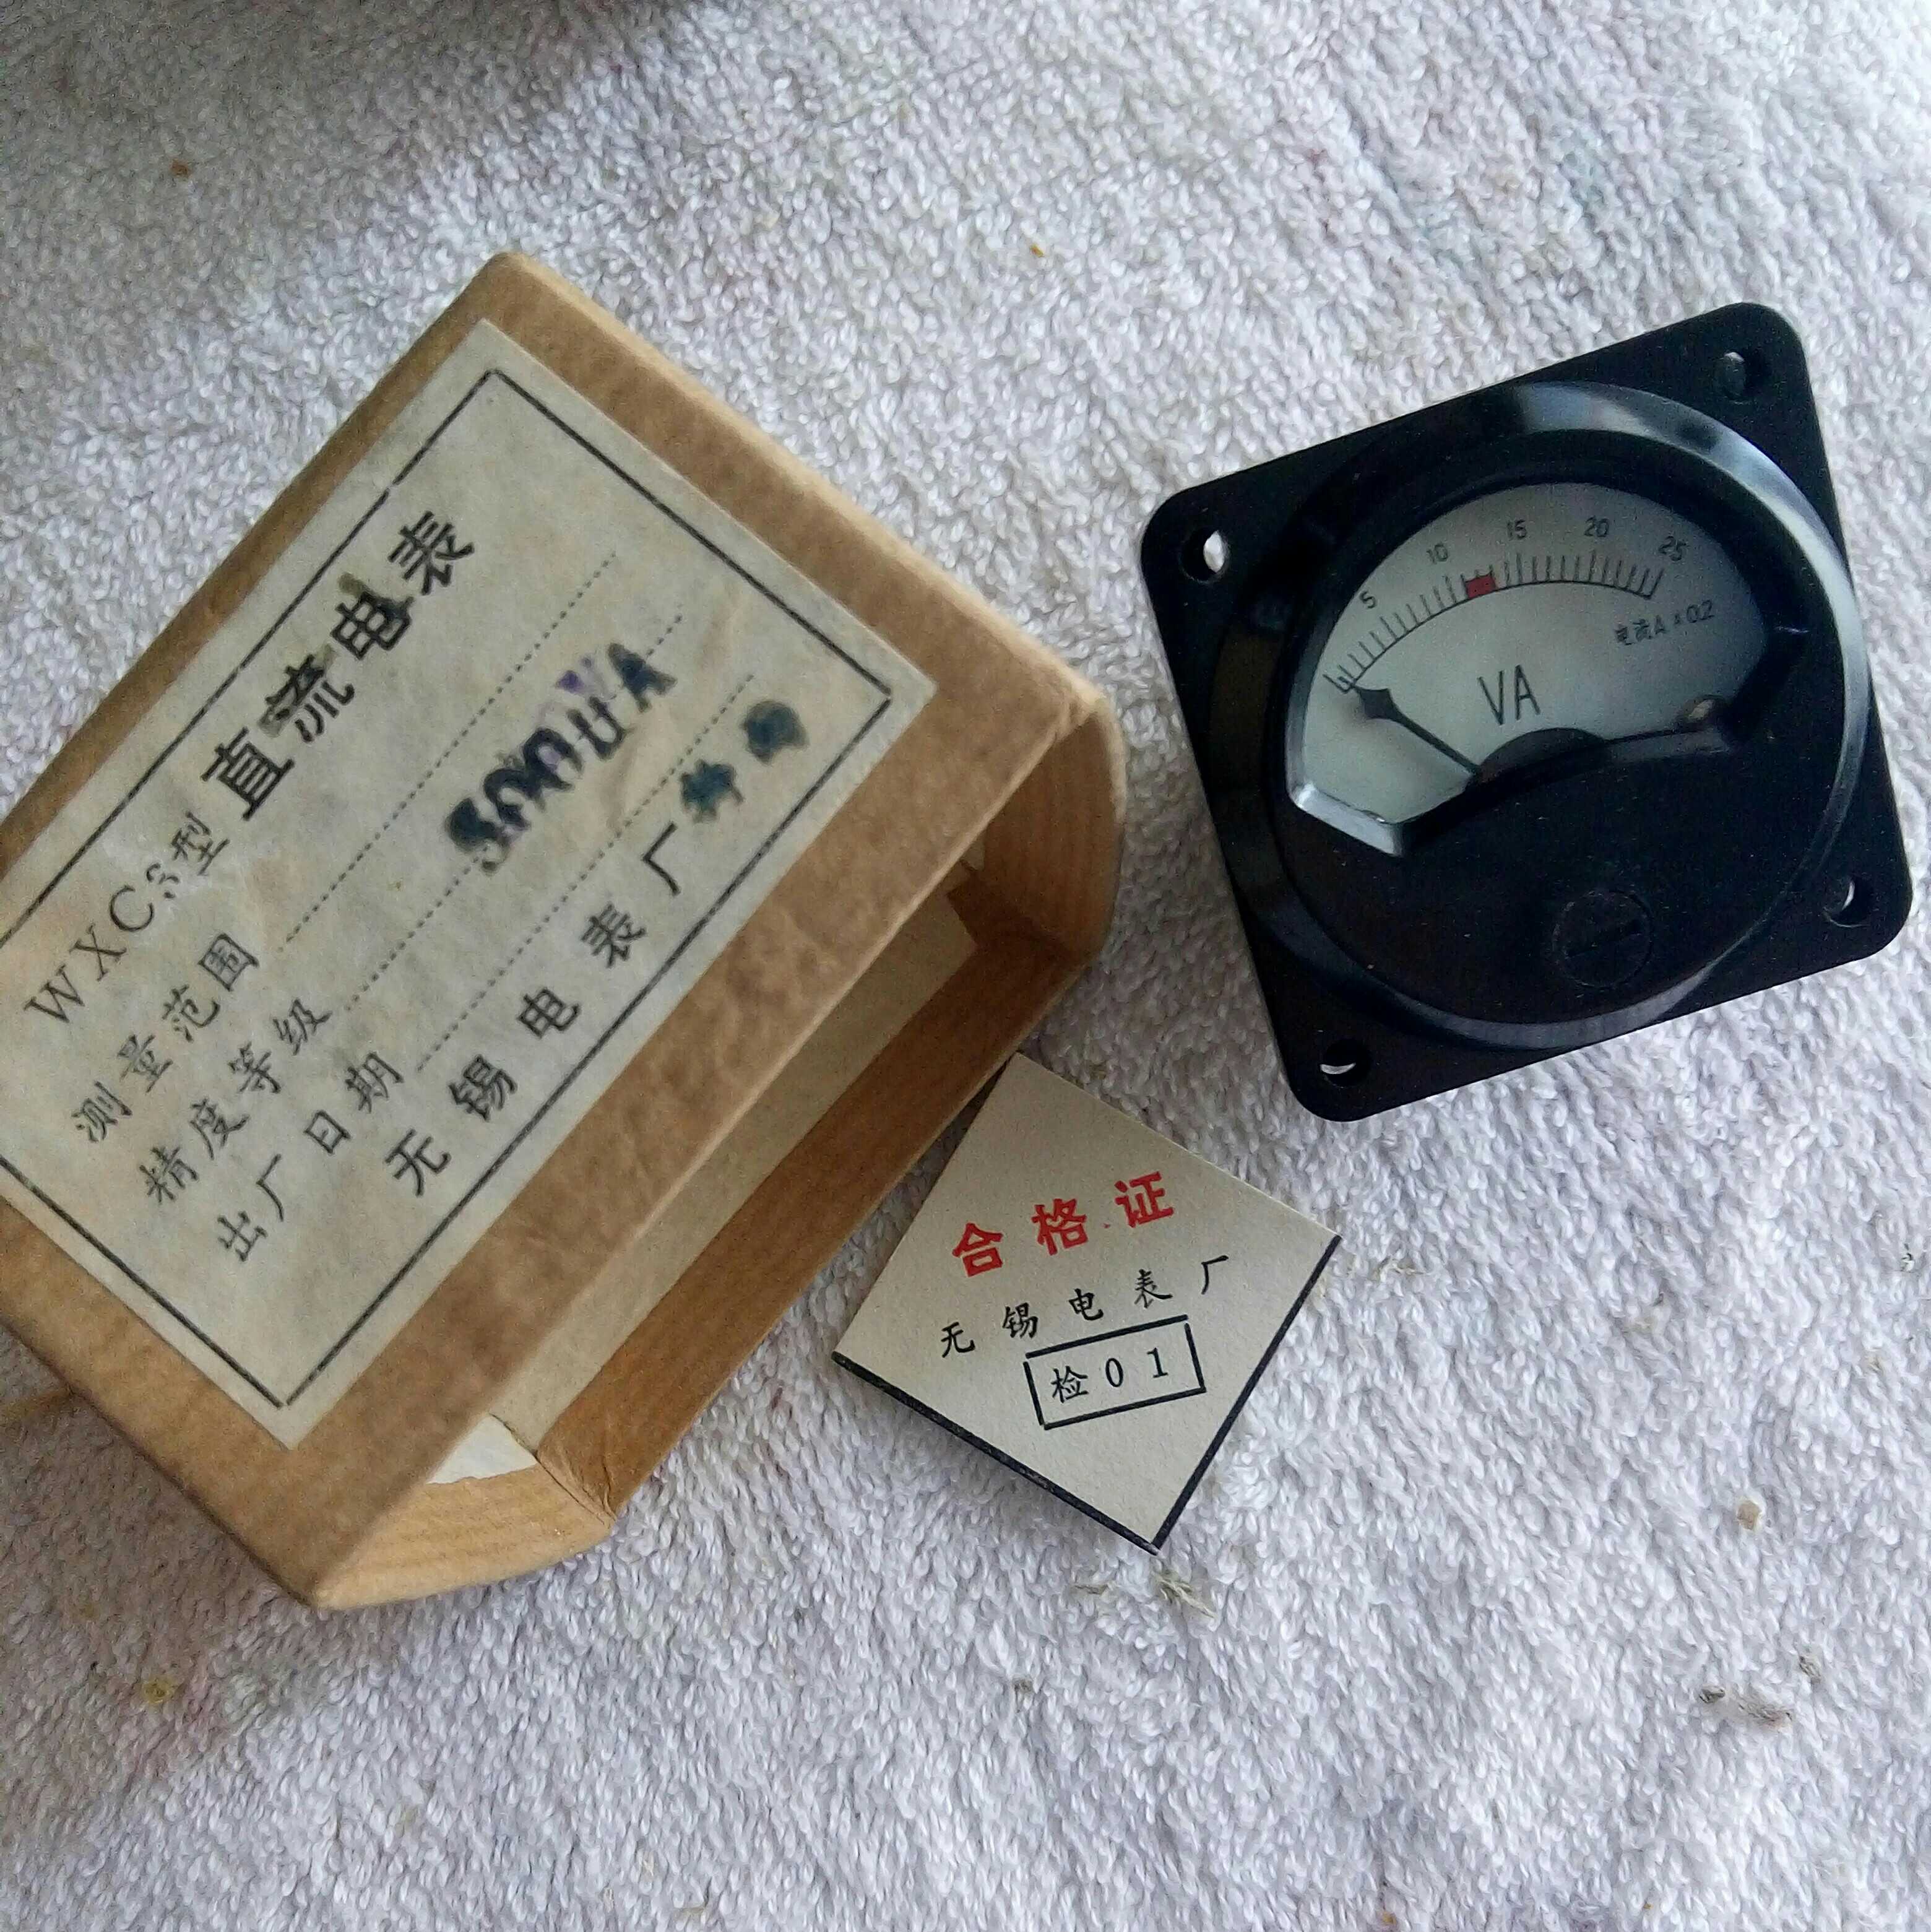 WXC3型 直流电表
测量范围
精度等级 500UA
出厂日期
无锡电表厂
合格证
无锡电表厂
检01
5 10 15 20 25
电流A×0.2
VA